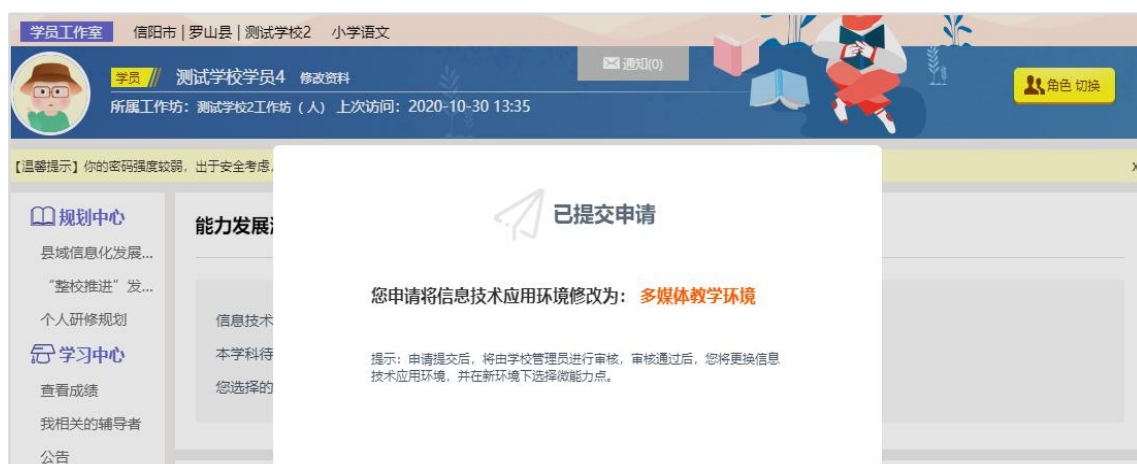 学员工作室 信阳市 | 罗山县 | 测试学校2 小学语文
通知(0)
学员 测试学校学员4 修改资料
角色 切换
所属工作坊：测试学校2工作坊（人）上次访问：2020-10-30 13:35
【温馨提示】你的密码强度较弱，出于安全考虑，
x
规划中心
县域信息化发展...
“整校推进”发...
个人研修规划
学习中心
查看成绩
我相关的辅导者
公告
能力发展
信息技术
本学科待
您选择的
已提交申请
您申请将信息技术应用环境修改为：多媒体教学环境
提示：申请提交后，将由学校管理员进行审核，审核通过后，您将更换信息
技术应用环境，并在新环境下选择微能力点。